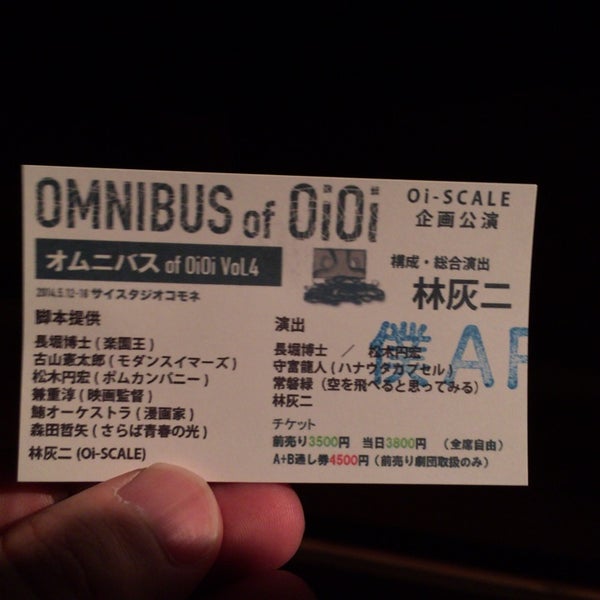 OMNIBUS of OiOi
Oi-SCALE
企画公演
オムニバス of OiOi VoL.4
構成・総合演出
林灰二
2014.5.12-18 サイスタジオコモネ
脚本提供
長堀博士 ( 楽園王 )
古山憲太郎 ( モダンスイマーズ )
松木円宏 ( ボムカンパニー )
兼重淳 ( 映画監督 )
鮪オーケストラ ( 漫画家 )
森田哲矢 ( さらば青春の光 )
林灰二 (Oi-SCALE)
演出
長堀博士 / 松木円宏
守富龍人 ( ハナウタカプセル )
常磐緑 (空を飛べると思ってみる)
林灰二
僕AP
チケット
前売り3500円 当日3800円 (全席自由)
A+B通し券4500円 (前売り劇団取扱のみ)